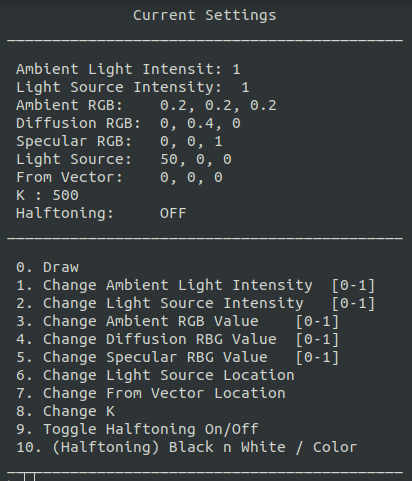 Current Settings
Ambient Light Intensit: 1
Light Source Intensity:  1
Ambient RGB:    0.2, 0.2, 0.2
Diffusion RGB:  0, 0.4, 0
Specular RGB:   0, 0, 1
Light Source:   50, 0, 0
From Vector:    0, 0, 0
K : 500
Halftoning:     OFF
0. Draw
1. Change Ambient Light Intensity  [0-1]
2. Change Light Source Intensity   [0-1]
3. Change Ambient RGB Value    [0-1]
4. Change Diffusion RBG Value  [0-1]
5. Change Specular RBG Value   [0-1]
6. Change Light Source Location
7. Change From Vector Location
8. Change K
9. Toggle Halftoning On/Off
10. (Halftoning) Black n White / Color